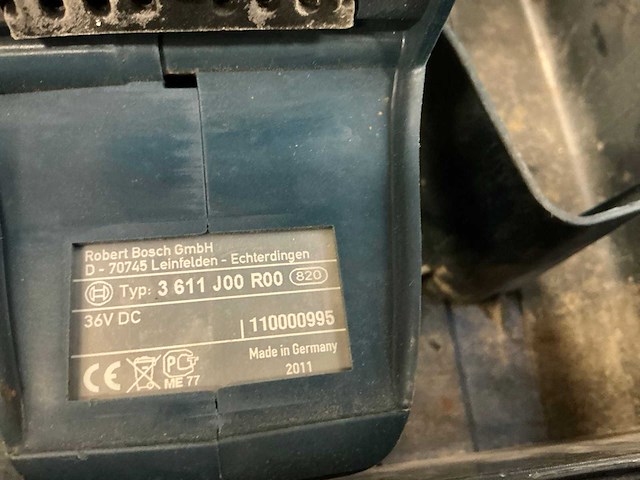 Robert Bosch GmbH
D - 70745 Leinfelden - Echterdingen
Typ: 3 611 J00 R00 820
36V DC
110000995
Made in Germany
2011
CE
ME 77